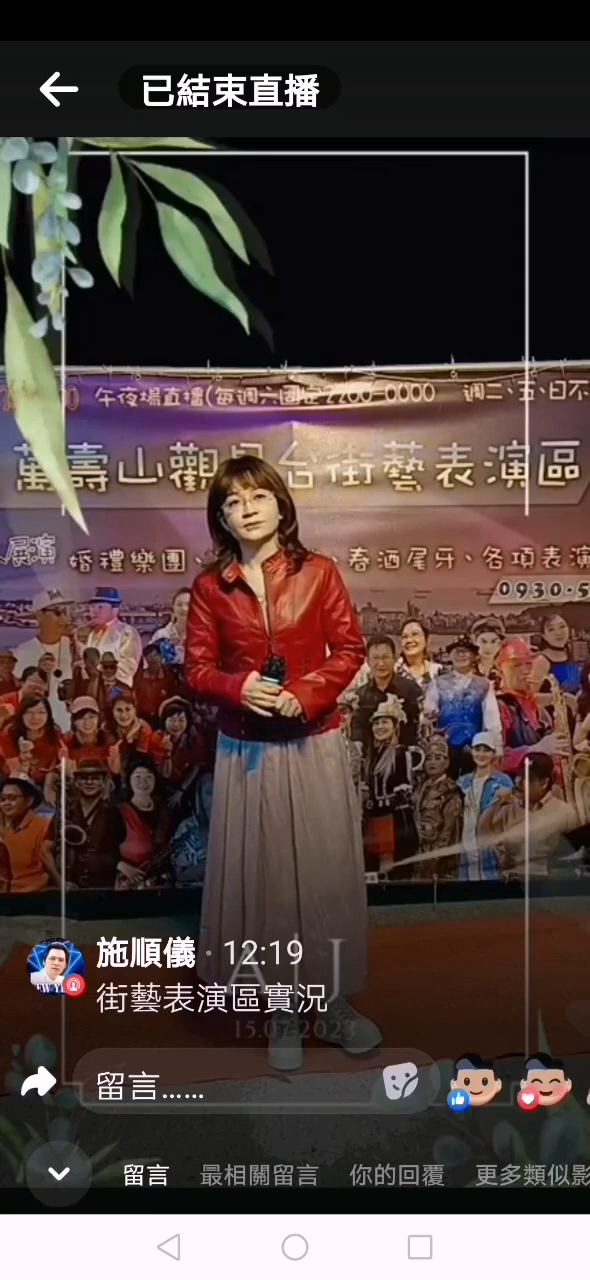 已結束直播
午夜場直播(每週六國定2200-0000 週二、五、日不
萬壽山觀景台街藝表演區
展演 婚禮樂團、 、春酒尾牙、各項表演
0930-5
施順儀 · 12:19
街藝表演區實況
A|J
15.07.2023
留言……
留言 最相關留言 你的回覆 更多類似影